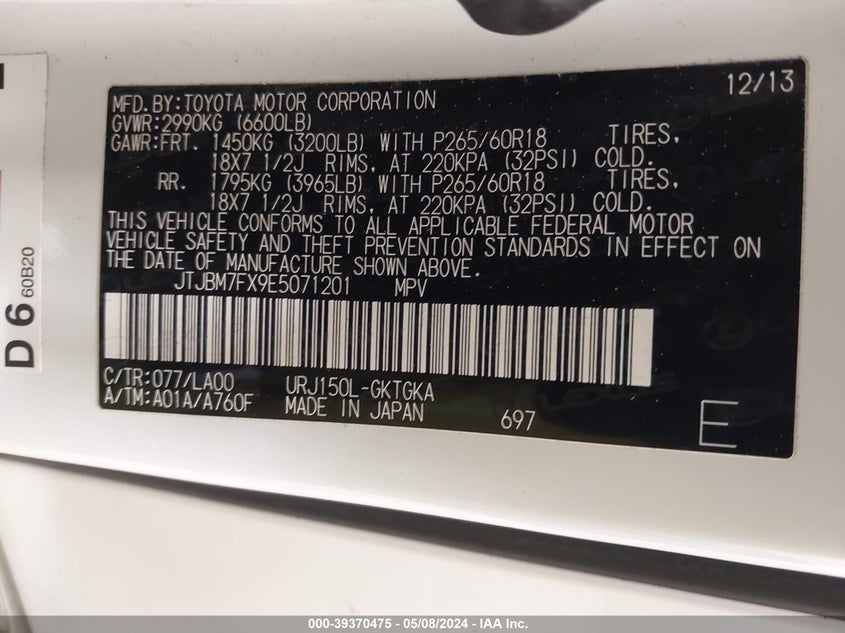 12/13
MFD.BY:TOYOTA MOTOR CORPORATION
GVWR:2990KG (6600LB)
GAWR:FRT. 1450KG (3200LB) WITH P265/60R18 TIRES,
18X7 1/2J RIMS, AT 220KPA (32PSI) COLD.
RR. 1795KG (3965LB) WITH P265/60R18 TIRES,
18X7 1/2J RIMS, AT 220KPA (32PSI) COLD.
THIS VEHICLE CONFORMS TO ALL APPLICABLE FEDERAL MOTOR
VEHICLE SAFETY AND THEFT PREVENTION STANDARDS IN EFFECT ON
THE DATE OF MANUFACTURE SHOWN ABOVE.
JTJBM7FX9E5071201 MPV
C/TR:077/LA00 URJ150L-GKTGKA
A/TM:A01A/A760F MADE IN JAPAN 697 E
D 6 60B20
000-39370475 - 05/08/2024 - IAA Inc.